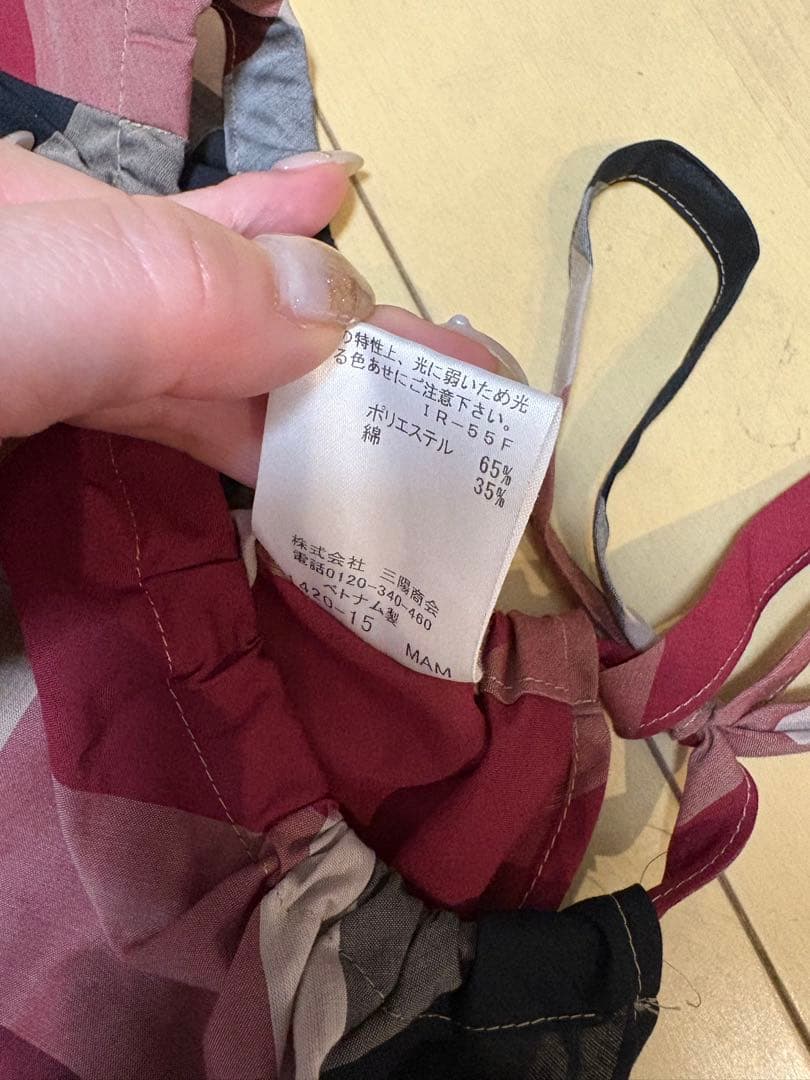 の特性上、光に弱いため光
る色あせにご注意下さい。
IR-55F
ポリエステル 65%
綿 35%
株式会社 三陽商会
電話0120-340-460
ベトナム製
1420-15
MAM